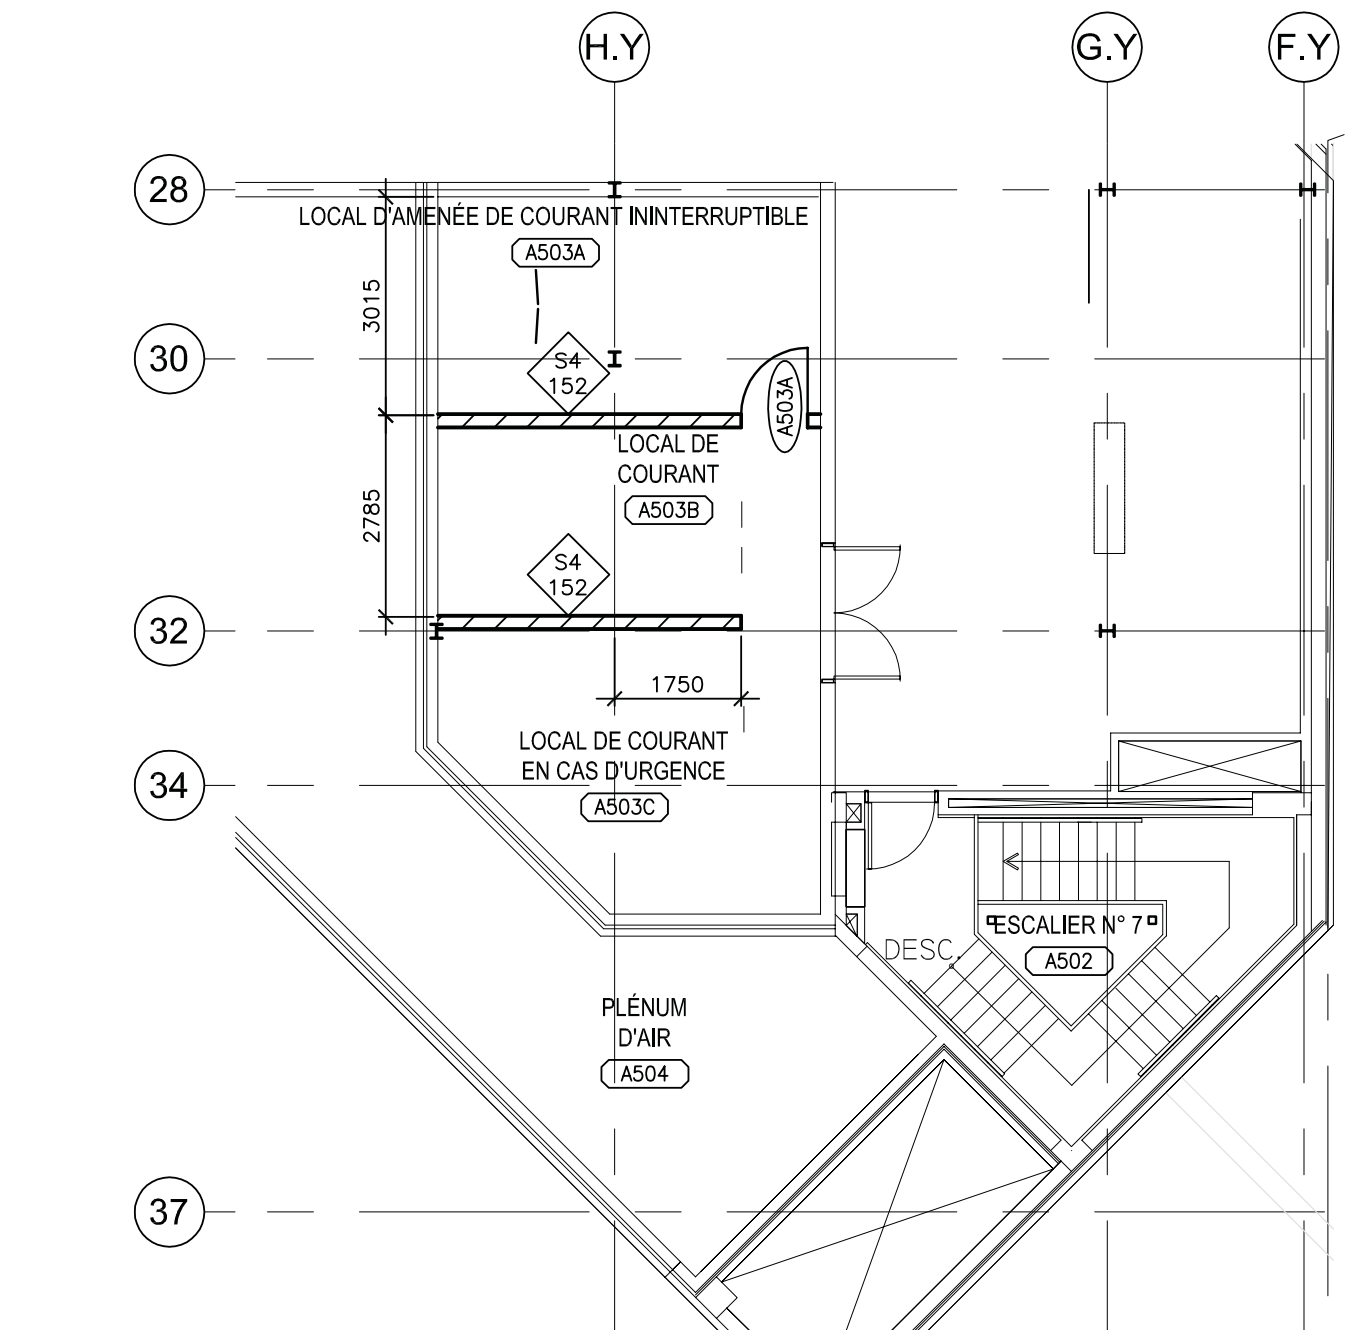 H.Y
G.Y
F.Y
28
LOCAL D'AMENÉE DE COURANT ININTERRUPTIBLE
A503A
3015
30
S4
152
A503A
LOCAL DE
COURANT
A503B
2785
S4
152
32
1750
LOCAL DE COURANT
EN CAS D'URGENCE
A503C
34
ESCALIER N° 7
A502
DESC.
PLÉNUM
D'AIR
A504
37